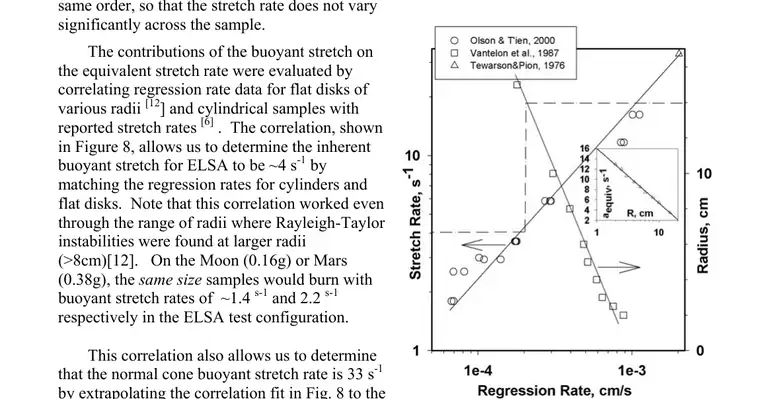 same order, so that the stretch rate does not vary
significantly across the sample.
The contributions of the buoyant stretch on
the equivalent stretch rate were evaluated by
correlating regression rate data for flat disks of
various radii [12] and cylindrical samples with
reported stretch rates [6] . The correlation, shown
in Figure 8, allows us to determine the inherent
buoyant stretch for ELSA to be ~4 s-1 by
matching the regression rates for cylinders and
flat disks. Note that this correlation worked even
through the range of radii where Rayleigh-Taylor
instabilities were found at larger radii
(>8cm)[12]. On the Moon (0.16g) or Mars
(0.38g), the same size samples would burn with
buoyant stretch rates of ~1.4 s-1 and 2.2 s-1
respectively in the ELSA test configuration.
This correlation also allows us to determine
that the normal cone buoyant stretch rate is 33 s-1
by extrapolating the correlation fit in Fig. 8 to the
Olson & T'ien, 2000
Vantelon et al., 1987
Tewarson&Pion, 1976
Stretch Rate, s-1
10
1
16
14
12
10
8
6
4
2
aequiv. s-1
1
R, cm
10
10
0
Radius, cm
1e-4
1e-3
Regression Rate, cm/s